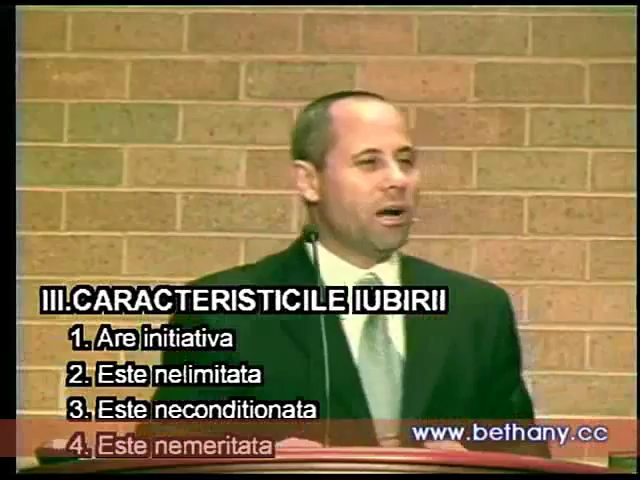 III.CARACTERISTICILE IUBIRII
1. Are initiativa
2. Este nelimitata
3. Este neconditionata
4. Este nemeritata
www.bethany.cc